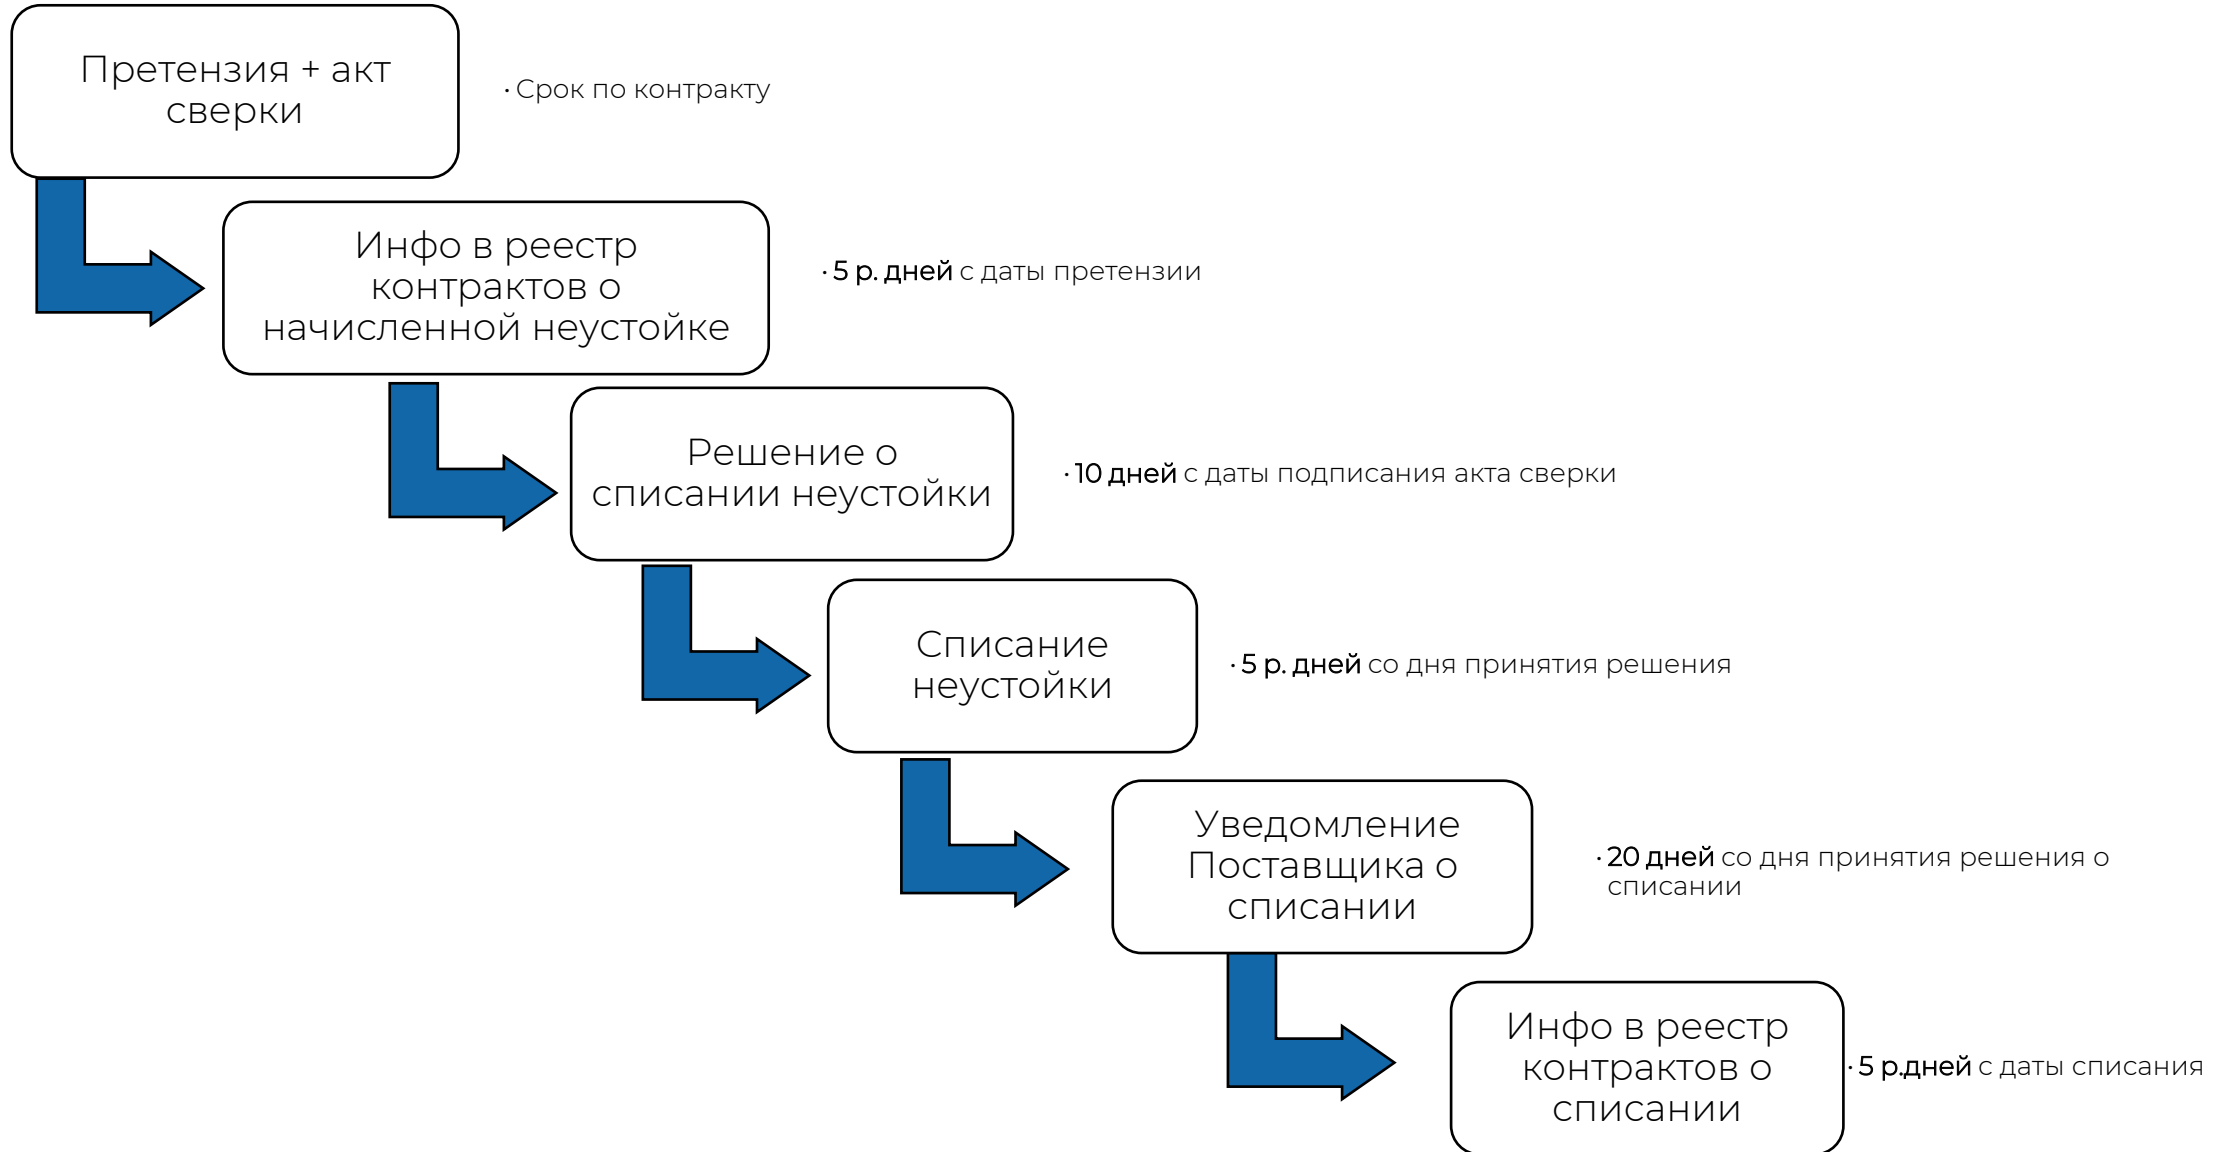 Претензия + акт
сверки
· Срок по контракту
Инфо в реестр
контрактов о
начисленной неустойке
· 5 р. дней с даты претензии
Решение о
списании неустойки
· 10 дней с даты подписания акта сверки
Списание
неустойки
· 5 р. дней со дня принятия решения
Уведомление
Поставщика о
списании
· 20 дней со дня принятия решения о
списании
Инфо в реестр
контрактов о
списании
· 5 р.дней с даты списания